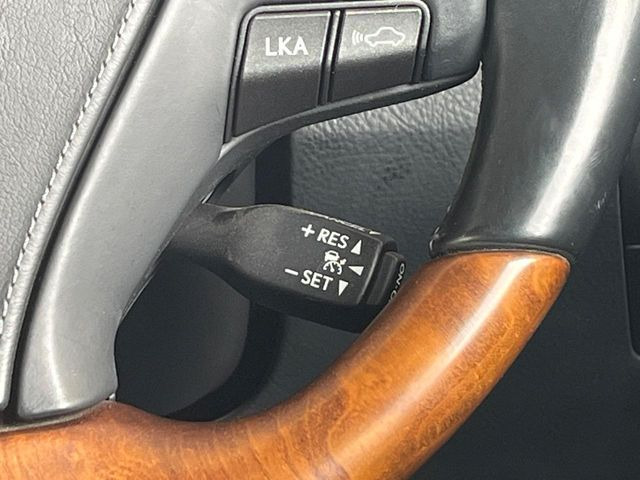 LKA
+ RES ▲
− SET ▼